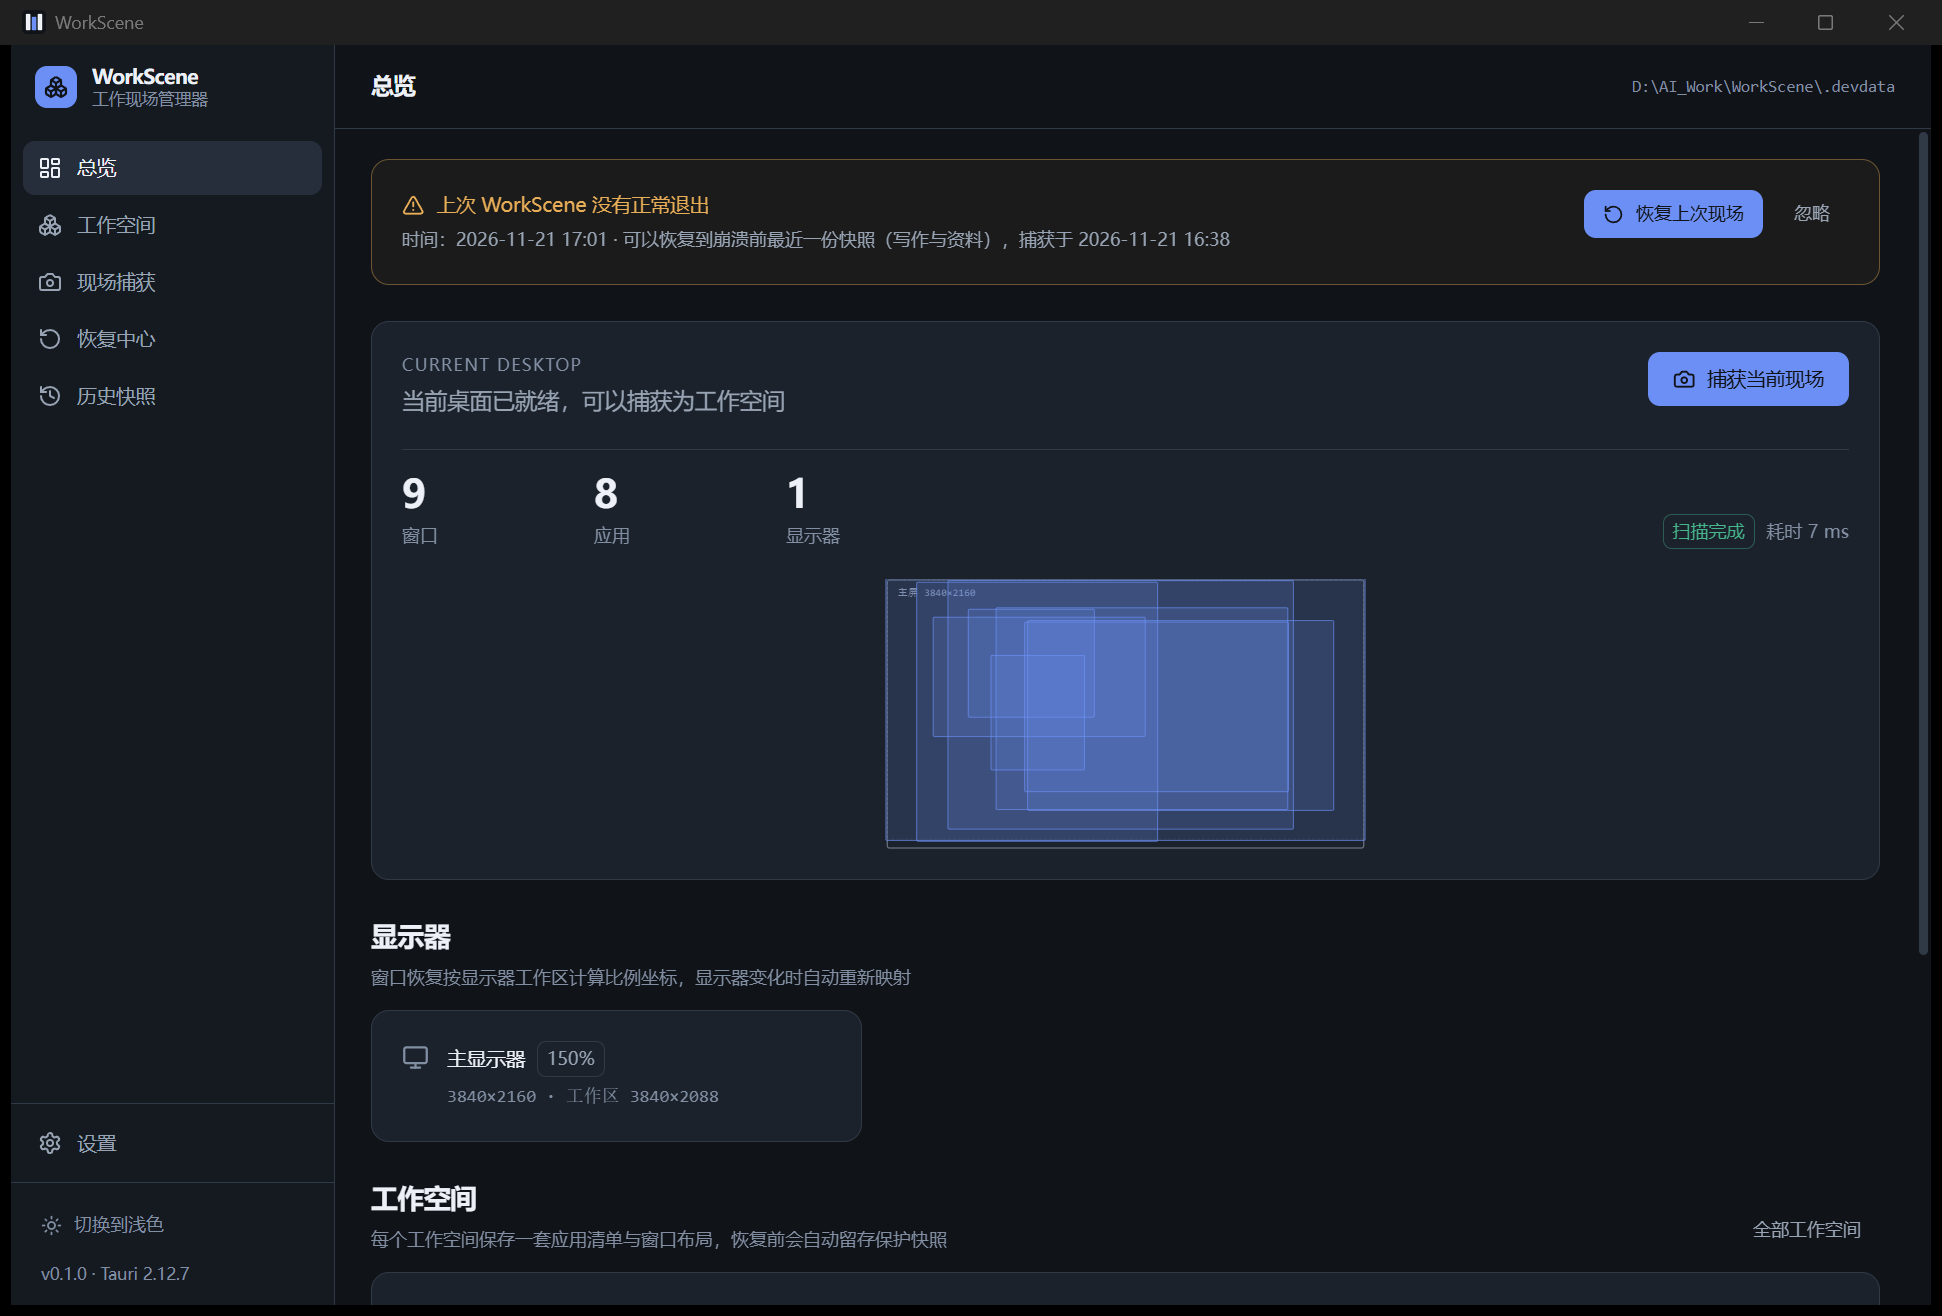 WorkScene
WorkScene
工作现场管理器
总览
工作空间
现场捕获
恢复中心
历史快照
设置
切换到浅色
v0.1.0 · Tauri 2.12.7
总览
D:\AI_Work\WorkScene\.devdata
上次 WorkScene 没有正常退出
时间：2026-11-21 17:01 · 可以恢复到崩溃前最近一份快照（写作与资料），捕获于 2026-11-21 16:38
恢复上次现场
忽略
CURRENT DESKTOP
当前桌面已就绪，可以捕获为工作空间
捕获当前现场
9
窗口
8
应用
1
显示器
扫描完成
耗时 7 ms
主屏 3840×2160
显示器
窗口恢复按显示器工作区计算比例坐标，显示器变化时自动重新映射
主显示器
150%
3840×2160 · 工作区 3840×2088
工作空间
每个工作空间保存一套应用清单与窗口布局，恢复前会自动留存保护快照
全部工作空间